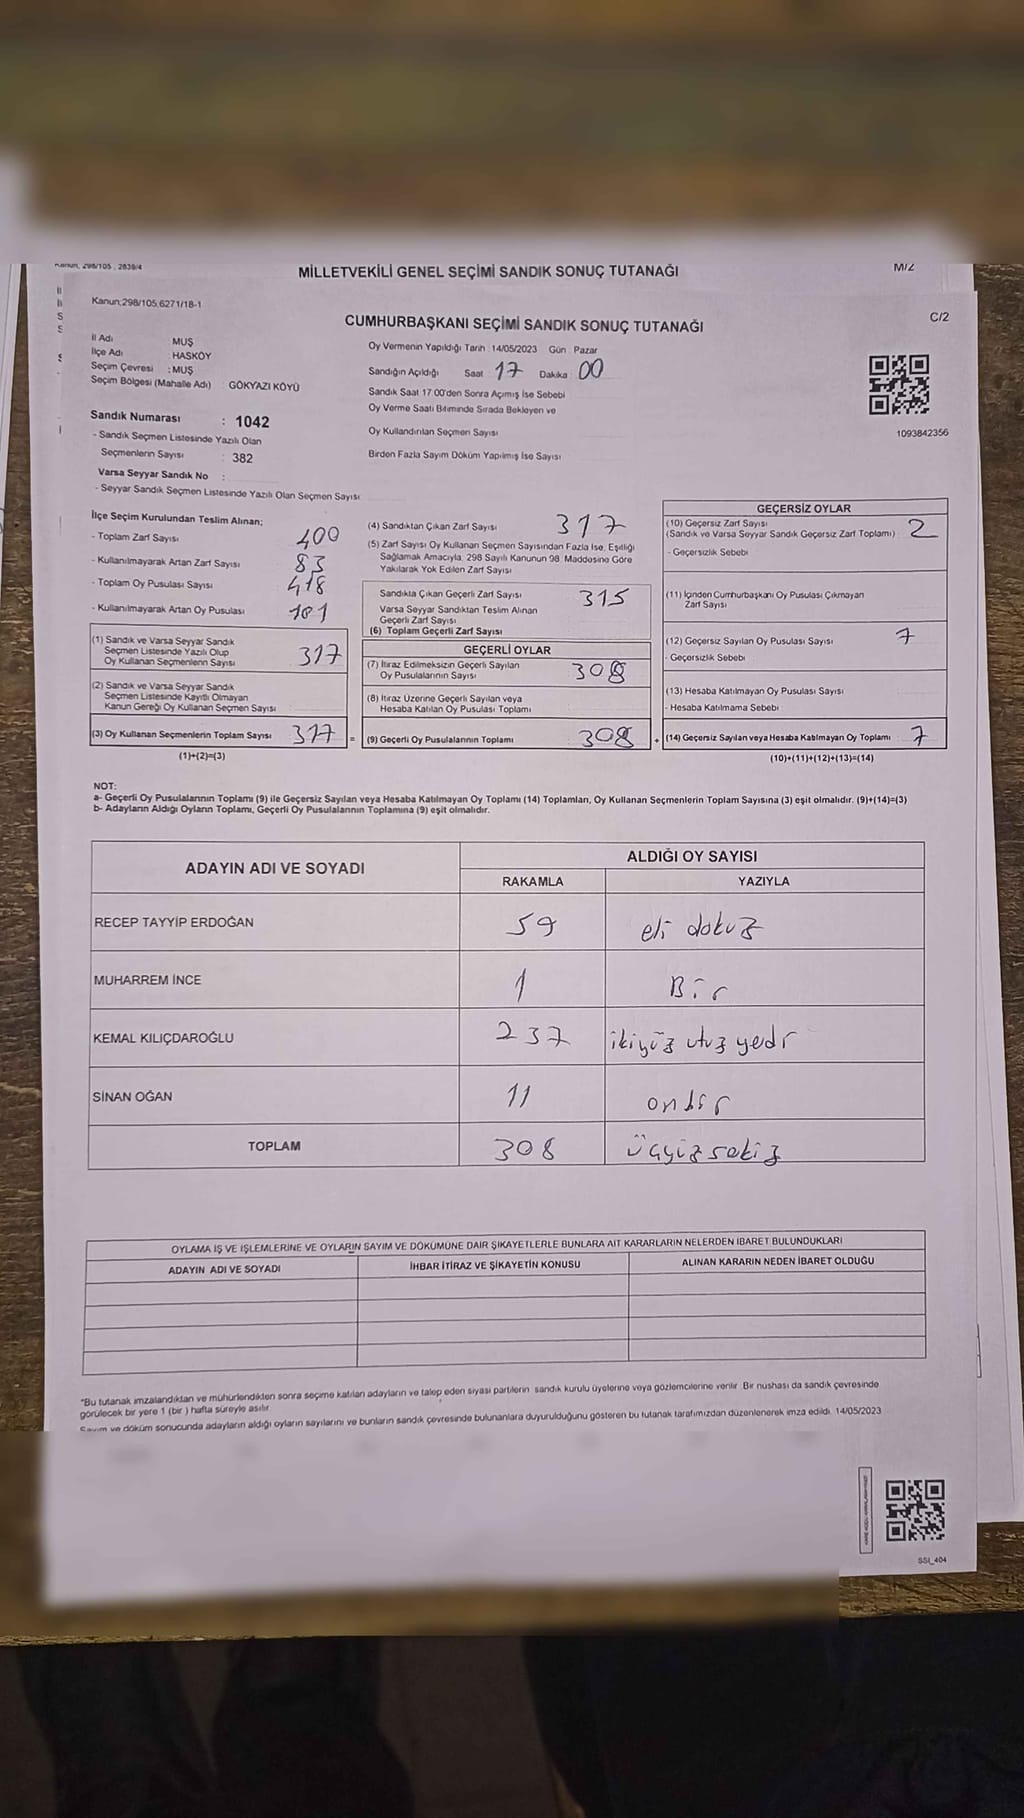 Kanun, 298/105, 2839/4
MİLLETVEKİLİ GENEL SEÇİMİ SANDIK SONUÇ TUTANAĞI
M/2
Kanun;298/105;6271/18-1
CUMHURBAŞKANI SEÇİMİ SANDIK SONUÇ TUTANAĞI
C/2
İl Adı MUŞ
İlçe Adı : HASKÖY
Seçim Çevresi : MUŞ
Seçim Bölgesi (Mahalle Adı) GÖKYAZI KÖYÜ
Sandık Numarası : 1042
- Sandık Seçmen Listesinde Yazılı Olan
Seçmenlerin Sayısı : 382
Varsa Seyyar Sandık No :
- Seyyar Sandık Seçmen Listesinde Yazılı Olan Seçmen Sayısı
Oy Vermenin Yapıldığı Tarih : 14/05/2023 Gün : Pazar
Sandığın Açıldığı Saat 17 Dakika : 00
Sandık Saat 17:00'den Sonra Açımış İse Sebebi
Oy Verme Saati Bitiminde Sırada Bekleyen ve
Oy Kullandırılan Seçmen Sayısı
Birden Fazla Sayım Döküm Yapılmış İse Sayısı
1093842356
İlçe Seçim Kurulundan Teslim Alınan;
- Toplam Zarf Sayısı 400
- Kullanılmayarak Artan Zarf Sayısı 83
- Toplam Oy Pusulası Sayısı 418
- Kullanılmayarak Artan Oy Pusulası 101
(1) Sandık ve Varsa Seyyar Sandık
Seçmen Listesinde Yazılı Olup
Oy Kullanan Seçmenlerin Sayısı 317
(2) Sandık ve Varsa Seyyar Sandık
Seçmen Listesinde Kayıtlı Olmayan
Kanun Gereği Oy Kullanan Seçmen Sayısı
(3) Oy Kullanan Seçmenlerin Toplam Sayısı 317 =
(1)+(2)=(3)
(4) Sandıktan Çıkan Zarf Sayısı 317
(5) Zarf Sayısı Oy Kullanan Seçmen Sayısından Fazla İse, Eşitliği
Sağlamak Amacıyla, 298 Sayılı Kanunun 98. Maddesine Göre
Yakılarak Yok Edilen Zarf Sayısı
Sandıkta Çıkan Geçerli Zarf Sayısı 315
Varsa Seyyar Sandıktan Teslim Alınan
Geçerli Zarf Sayısı
(6) Toplam Geçerli Zarf Sayısı
GEÇERLİ OYLAR
(7) İtiraz Edilmeksizin Geçerli Sayılan
Oy Pusulalarının Sayısı 308
(8) İtiraz Üzerine Geçerli Sayılan veya
Hesaba Katılan Oy Pusulası Toplamı
(9) Geçerli Oy Pusulalarının Toplamı 308 +
GEÇERSİZ OYLAR
(10) Geçersiz Zarf Sayısı
(Sandık ve Varsa Seyyar Sandık Geçersiz Zarf Toplamı) 2
- Geçersizlik Sebebi
(11) İçinden Cumhurbaşkanı Oy Pusulası Çıkmayan
Zarf Sayısı
(12) Geçersiz Sayılan Oy Pusulası Sayısı 7
- Geçersizlik Sebebi
(13) Hesaba Katılmayan Oy Pusulası Sayısı
- Hesaba Katılmama Sebebi
(14) Geçersiz Sayılan veya Hesaba Katılmayan Oy Toplamı 7
(10)+(11)+(12)+(13)=(14)
NOT:
a- Geçerli Oy Pusulalarının Toplamı (9) ile Geçersiz Sayılan veya Hesaba Katılmayan Oy Toplamı (14) Toplamları, Oy Kullanan Seçmenlerin Toplam Sayısına (3) eşit olmalıdır. (9)+(14)=(3)
b- Adayların Aldığı Oyların Toplamı, Geçerli Oy Pusulalarının Toplamına (9) eşit olmalıdır.
ADAYIN ADI VE SOYADI
ALDIĞI OY SAYISI
RAKAMLA YAZIYLA
RECEP TAYYİP ERDOĞAN 59 eli dokuz
MUHARREM İNCE 1 Bir
KEMAL KILIÇDAROĞLU 237 ikiyüz utuz yedi
SİNAN OĞAN 11 onbir
TOPLAM 308 üçyüz sekiz
OYLAMA İŞ VE İŞLEMLERİNE VE OYLARIN SAYIM VE DÖKÜMÜNE DAİR ŞİKAYETLERLE BUNLARA AİT KARARLARIN NELERDEN İBARET BULUNDUKLARI
ADAYIN ADI VE SOYADI İHBAR İTİRAZ VE ŞİKAYETİN KONUSU ALINAN KARARIN NEDEN İBARET OLDUĞU
*Bu tutanak imzalandıktan ve mühürlendikten sonra seçime katılan adayların ve talep eden siyasi partilerin sandık kurulu üyelerine veya gözlemcilerine verilir. Bir nüshası da sandık çevresinde
görülecek bir yere 1 (bir) hafta süreyle asılır.
Sayım ve döküm sonucunda adayların aldığı oyların sayılarını ve bunların sandık çevresinde bulunanlara duyurulduğunu gösteren bu tutanak tarafımızdan düzenlenerek imza edildi. 14/05/2023
SSI_404